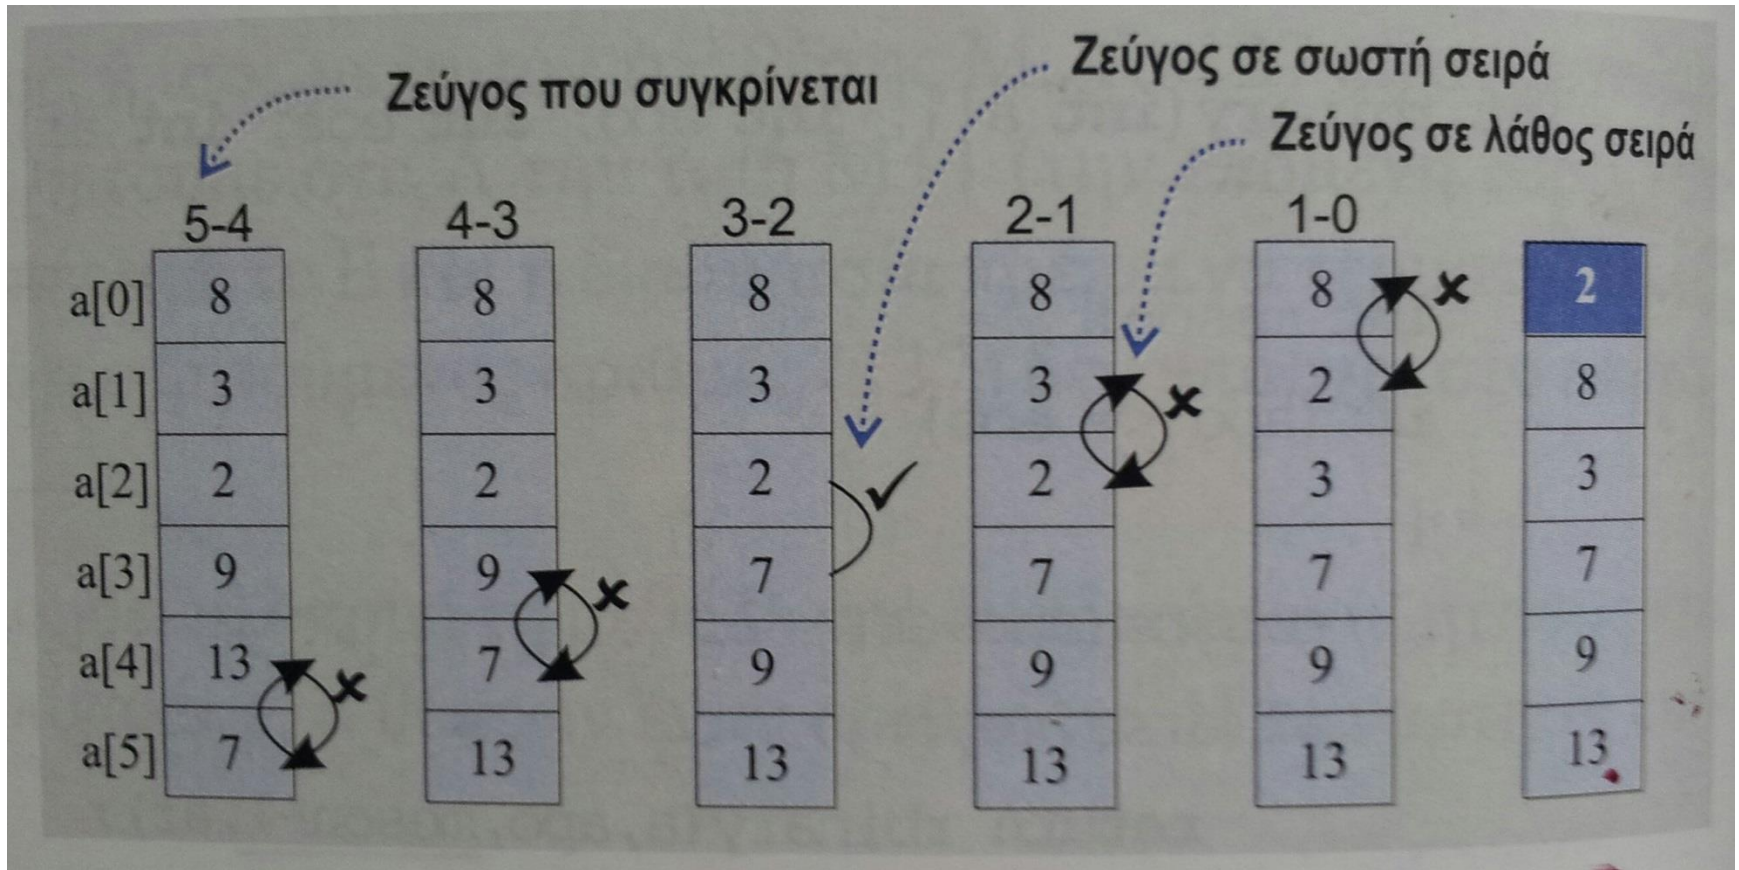 Ζεύγος που συγκρίνεται
Ζεύγος σε σωστή σειρά
Ζεύγος σε λάθος σειρά
5-4 4-3 3-2 2-1 1-0
a[0] 8 8 8 8 8 2
a[1] 3 3 3 3 2 8
a[2] 2 2 2 2 3 3
a[3] 9 9 7 7 7 7
a[4] 13 7 9 9 9 9
a[5] 7 13 13 13 13 13